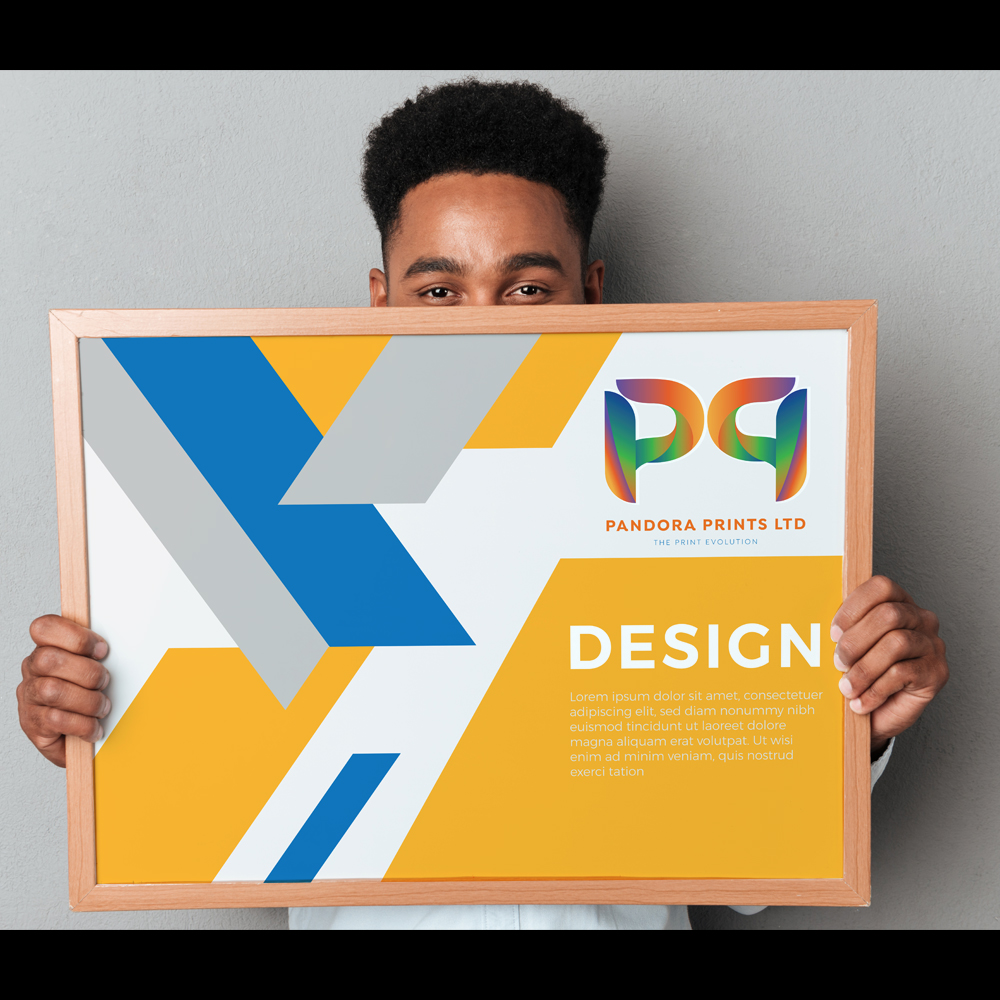 PANDORA PRINTS LTD
THE PRINT EVOLUTION
DESIGN
Lorem ipsum dolor sit amet, consectetuer
adipiscing elit, sed diam nonummy nibh
euismod tincidunt ut laoreet dolore
magna aliquam erat volutpat. Ut wisi
enim ad minim veniam, quis nostrud
exerci tation